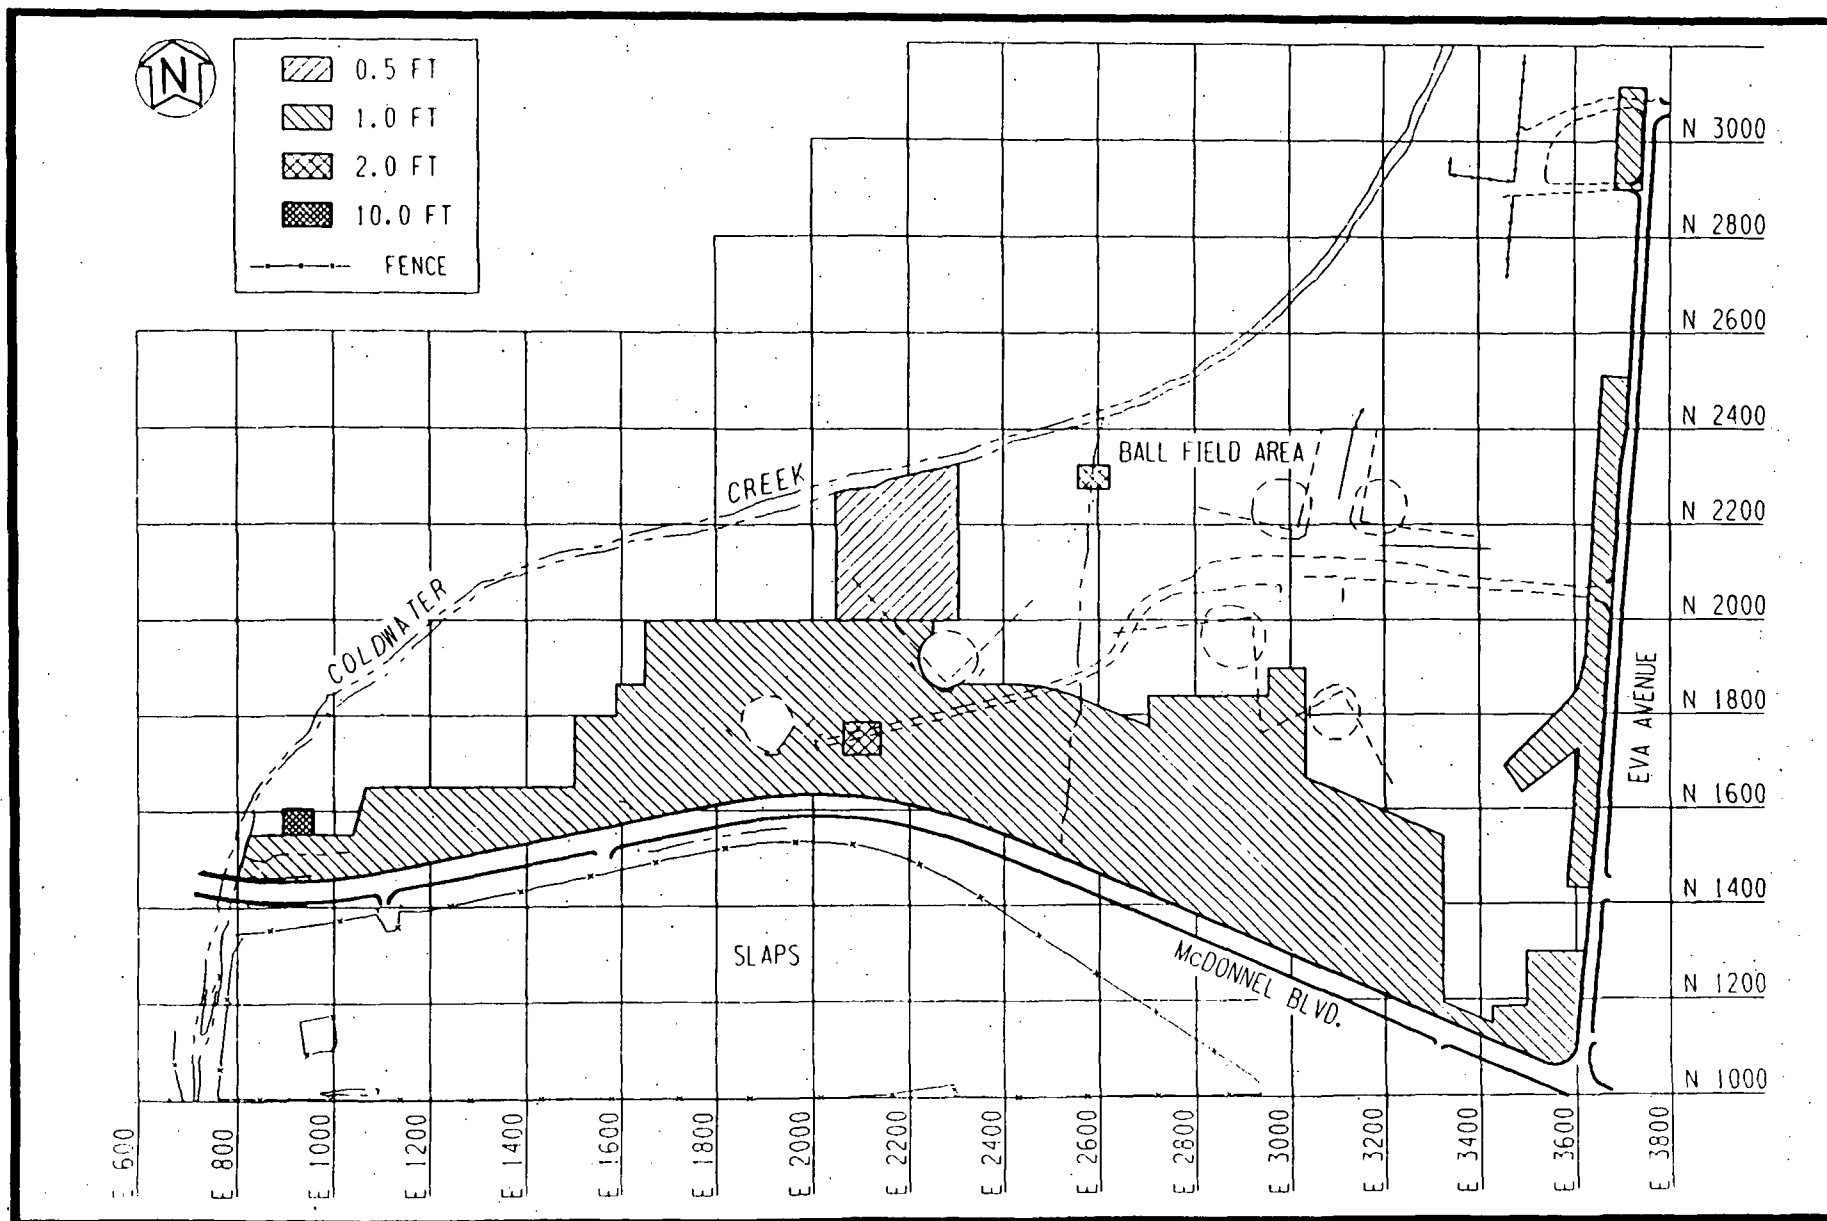 N
0.5 FT
1.0 FT
2.0 FT
10.0 FT
FENCE
N 3000
N 2800
N 2600
N 2400
N 2200
N 2000
N 1800
N 1600
N 1400
N 1200
N 1000
BALL FIELD AREA
COLDWATER CREEK
EVA AVENUE
SLAPS
McDONNEL BLVD.
E 600
E 800
E 1000
E 1200
E 1400
E 1600
E 1800
E 2000
E 2200
E 2400
E 2600
E 2800
E 3000
E 3200
E 3400
E 3600
E 3800